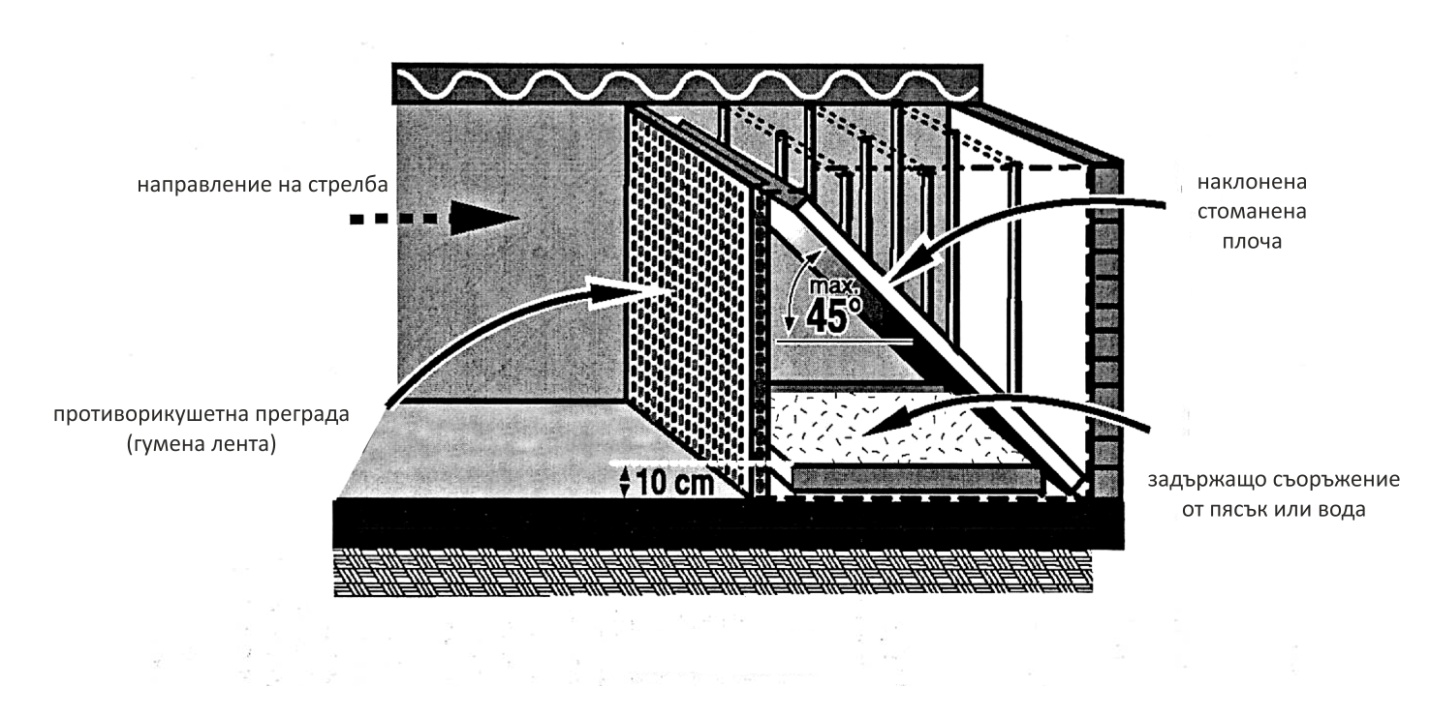 направление на стрелба
наклонена
стоманена
плоча
max.
45°
противорикушетна преграда
(гумена лента)
10 cm
задържащо съоръжение
от пясък или вода